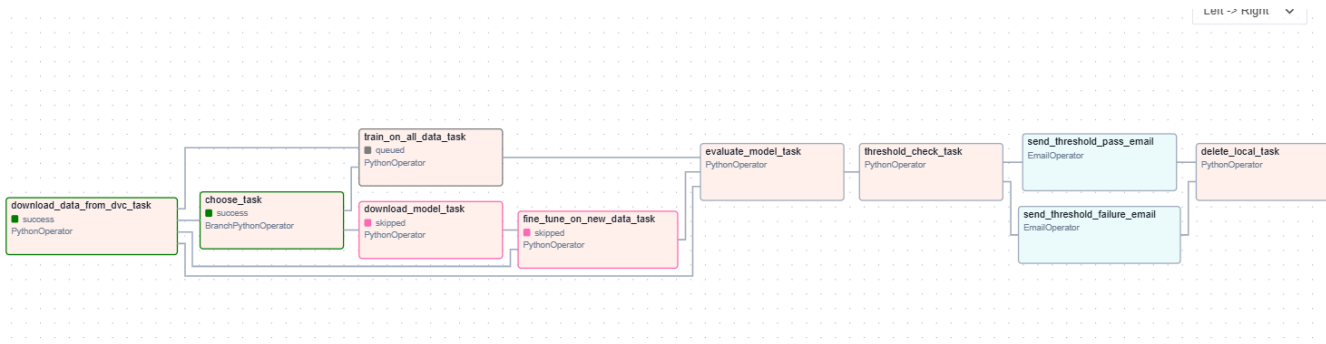 Left -> Right
train_on_all_data_task
queued
PythonOperator
download_data_from_dvc_task
success
PythonOperator
choose_task
success
BranchPythonOperator
download_model_task
skipped
PythonOperator
fine_tune_on_new_data_task
skipped
PythonOperator
evaluate_model_task
PythonOperator
threshold_check_task
PythonOperator
send_threshold_pass_email
EmailOperator
send_threshold_failure_email
EmailOperator
delete_local_task
PythonOperator